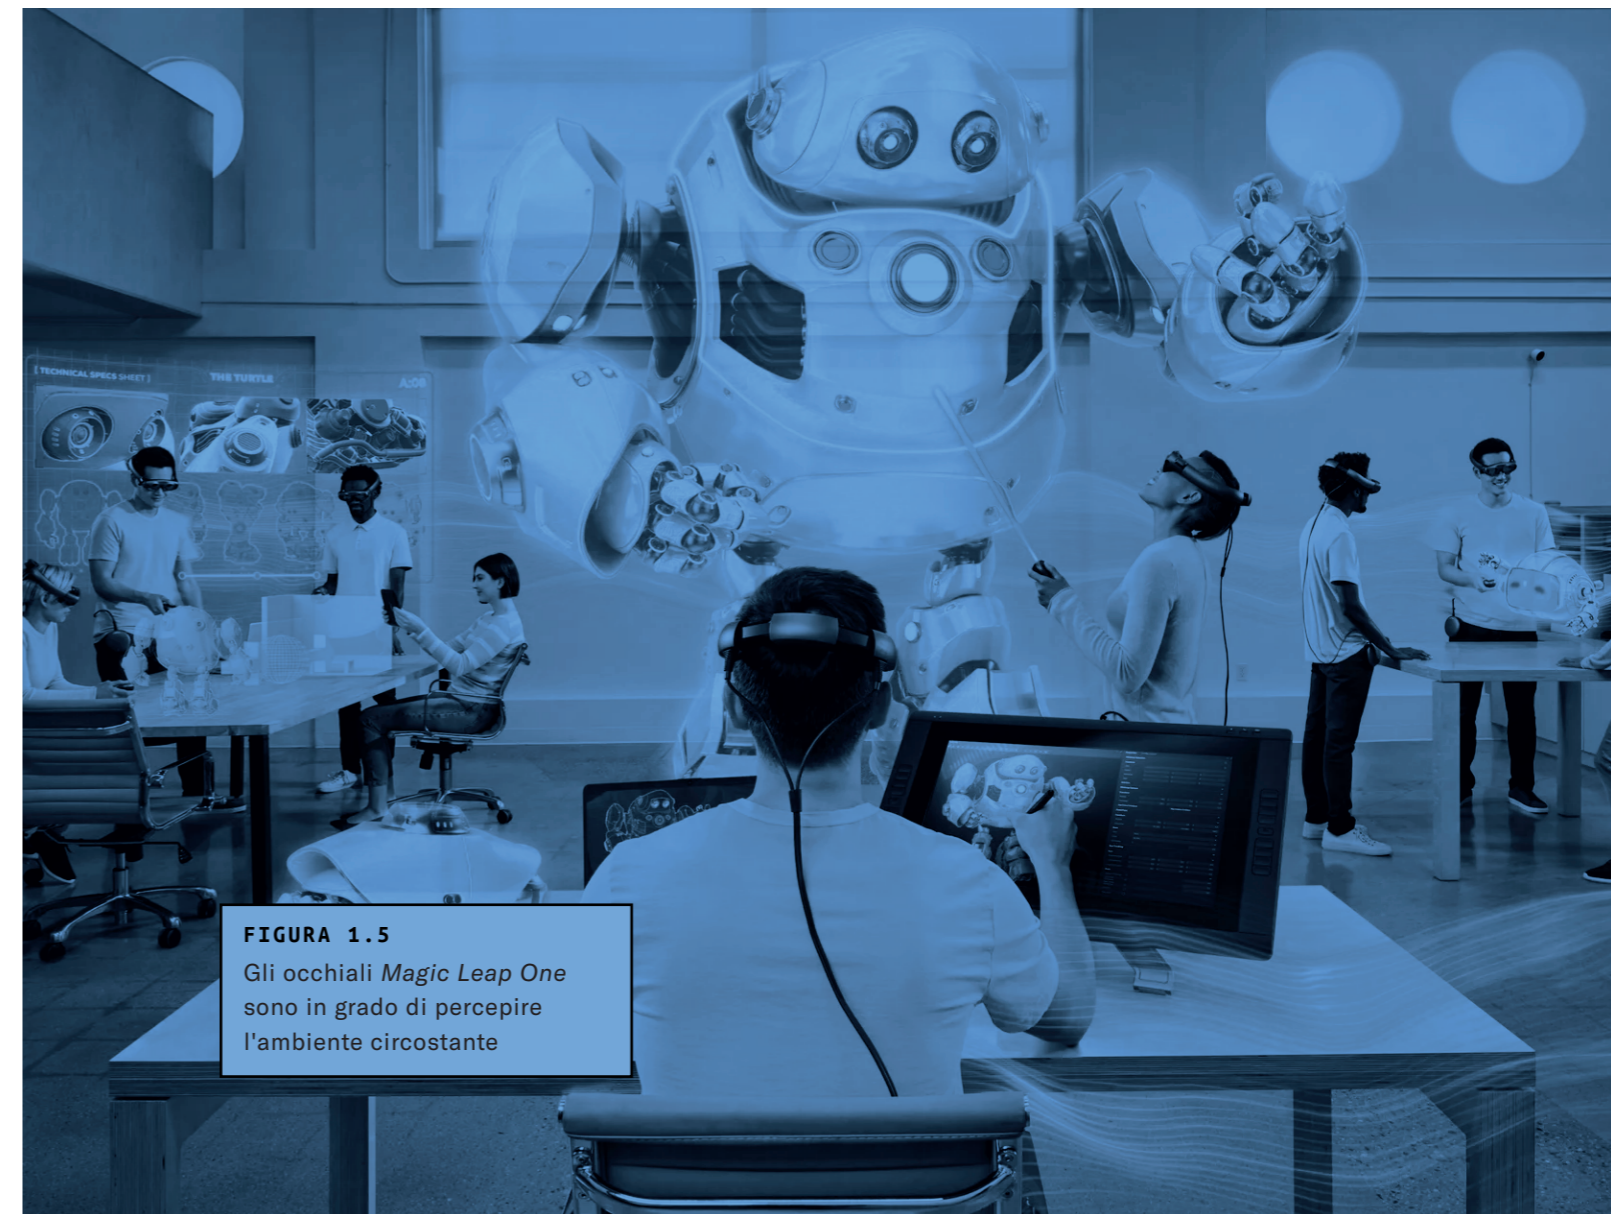 [ TECHNICAL SPECS SHEET ]
THE TURTLE
A:08
FIGURA 1.5
Gli occhiali Magic Leap One
sono in grado di percepire
l'ambiente circostante